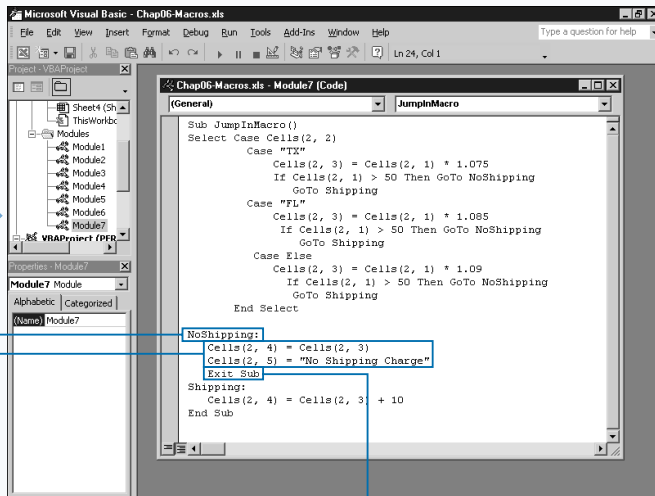 Microsoft Visual Basic - Chap06-Macros.xls
File Edit View Insert Format Debug Run Tools Add-Ins Window Help
Type a question for help
Ln 24, Col 1
Project - VBAProject
Sheet4 (Sh
ThisWorkbo
Modules
Module1
Module2
Module3
Module4
Module5
Module6
Module7
VBAProject (PER
Properties - Module7
Module7 Module
Alphabetic Categorized
(Name) Module7
Chap06-Macros.xls - Module7 (Code)
(General) JumpInMacro
Sub JumpInMacro()
Select Case Cells(2, 2)
Case "TX"
Cells(2, 3) = Cells(2, 1) * 1.075
If Cells(2, 1) > 50 Then GoTo NoShipping
GoTo Shipping
Case "FL"
Cells(2, 3) = Cells(2, 1) * 1.085
If Cells(2, 1) > 50 Then GoTo NoShipping
GoTo Shipping
Case Else
Cells(2, 3) = Cells(2, 1) * 1.09
If Cells(2, 1) > 50 Then GoTo NoShipping
GoTo Shipping
End Select
NoShipping:
Cells(2, 4) = Cells(2, 3)
Cells(2, 5) = "No Shipping Charge"
Exit Sub
Shipping:
Cells(2, 4) = Cells(2, 3) + 10
End Sub